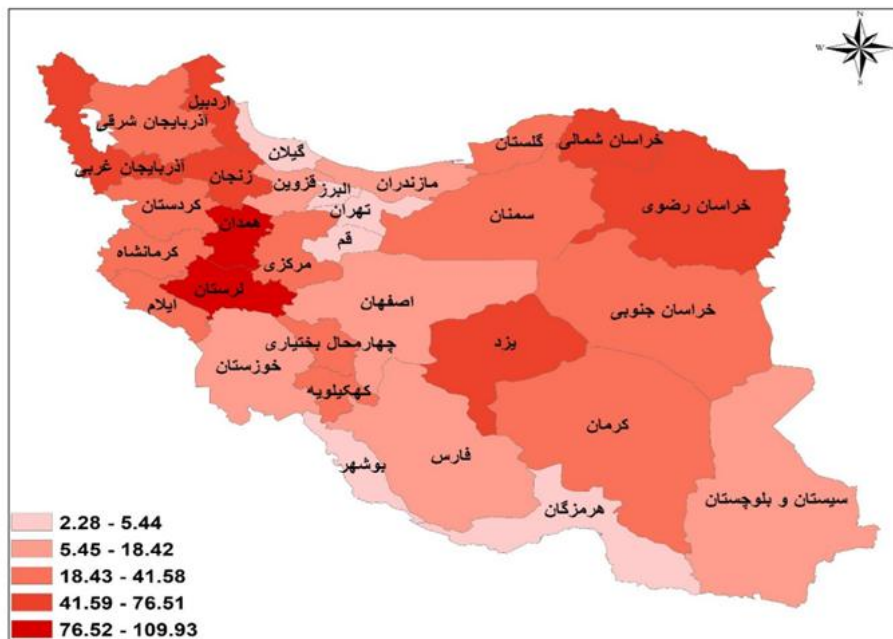 N
W
S
اردبیل
آذربایجان شرقی
گیلان
گلستان
خراسان شمالی
آذربایجان غربی
زنجان
قزوین
البرز
مازندران
تهران
سمنان
خراسان رضوی
کردستان
همدان
قم
کرمانشاه
مرکزی
لرستان
ایلام
اصفهان
خراسان جنوبی
چهارمحال بختیاری
یزد
خوزستان
کهکیلویه
کرمان
فارس
بوشهر
هرمزگان
سیستان و بلوچستان
2.28 - 5.44
5.45 - 18.42
18.43 - 41.58
41.59 - 76.51
76.52 - 109.93